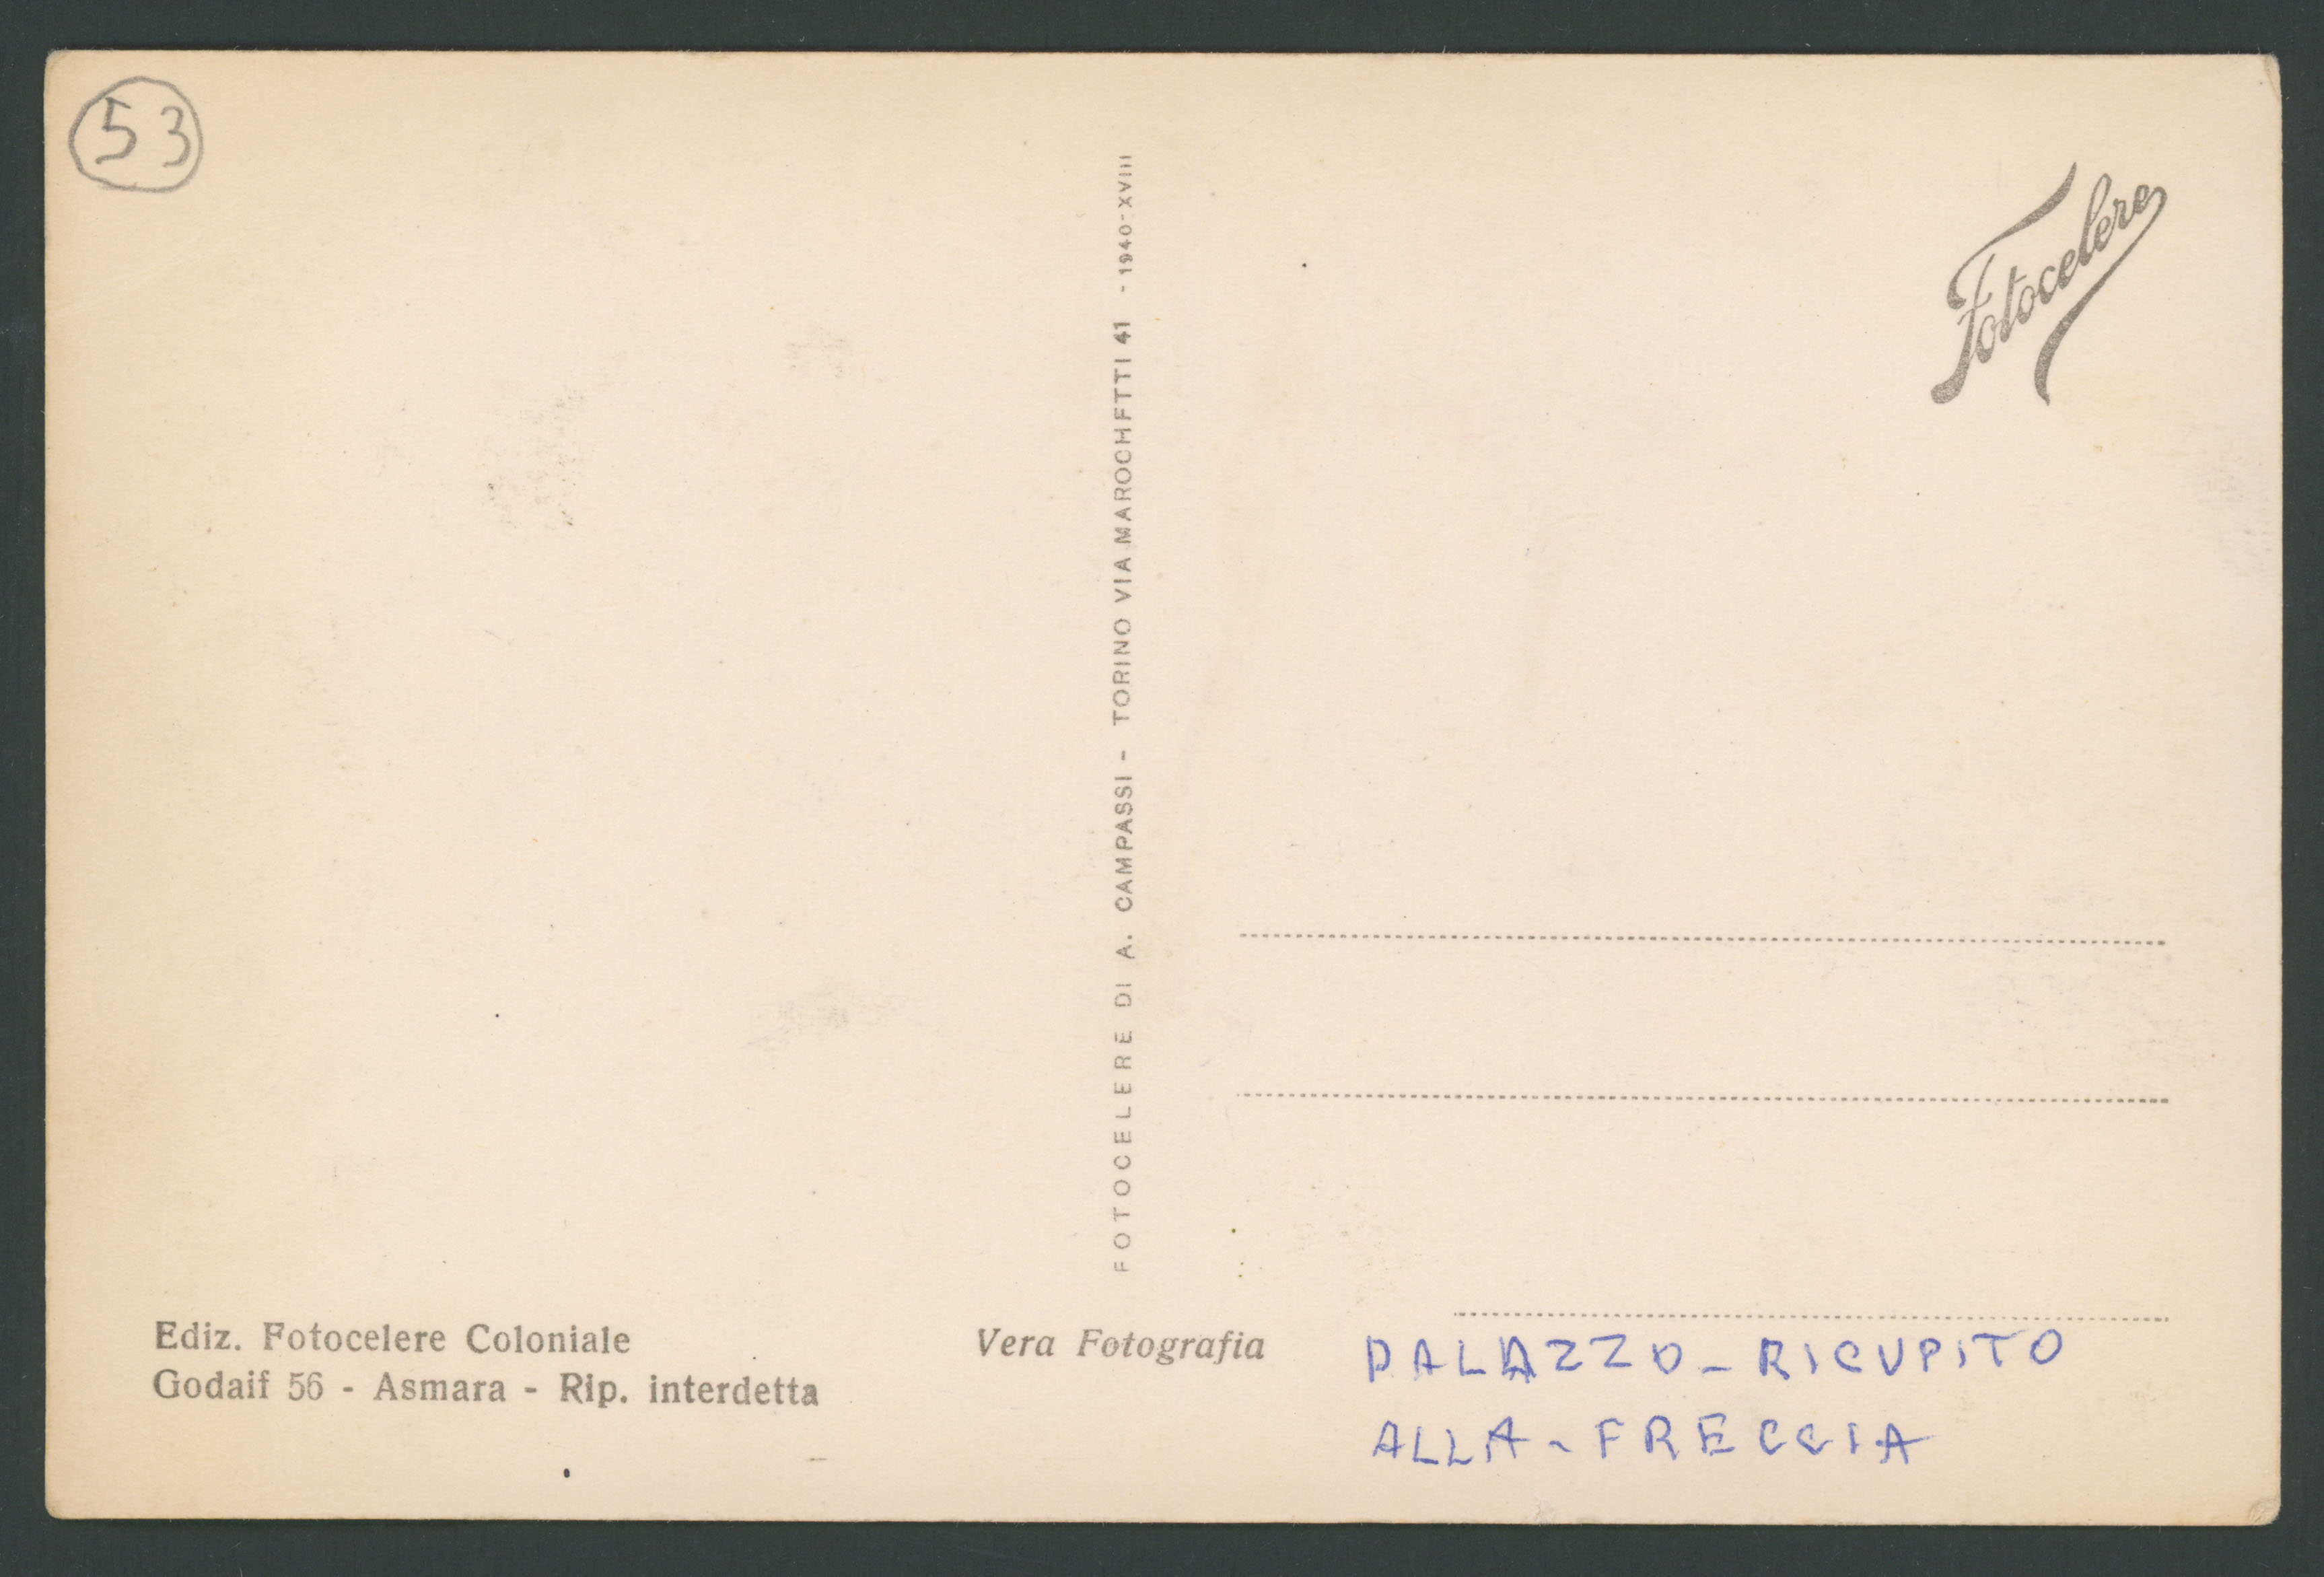 53
Fotocelere
FOTOCELERE DI A. CAMPASSI - TORINO VIA MAROCHETTI 41 - 1940-XVIII
Ediz. Fotocelere Coloniale
Godaif 56 - Asmara - Rip. interdetta
Vera Fotografia
PALAZZO - RICUPITO
ALLA - FRECCIA